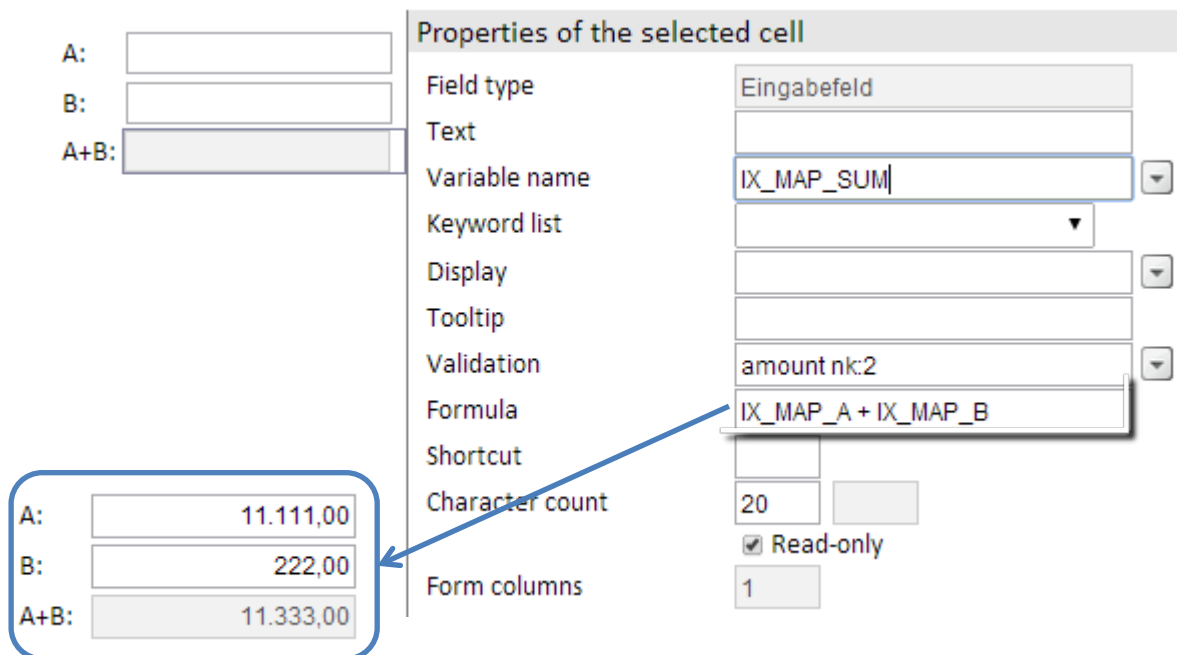 A:
B:
A+B:
Properties of the selected cell
Field type Eingabefeld
Text
Variable name IX_MAP_SUM
Keyword list
Display
Tooltip
Validation amount nk:2
Formula IX_MAP_A + IX_MAP_B
Shortcut
Character count 20
Read-only
Form columns 1
A: 11.111,00
B: 222,00
A+B: 11.333,00